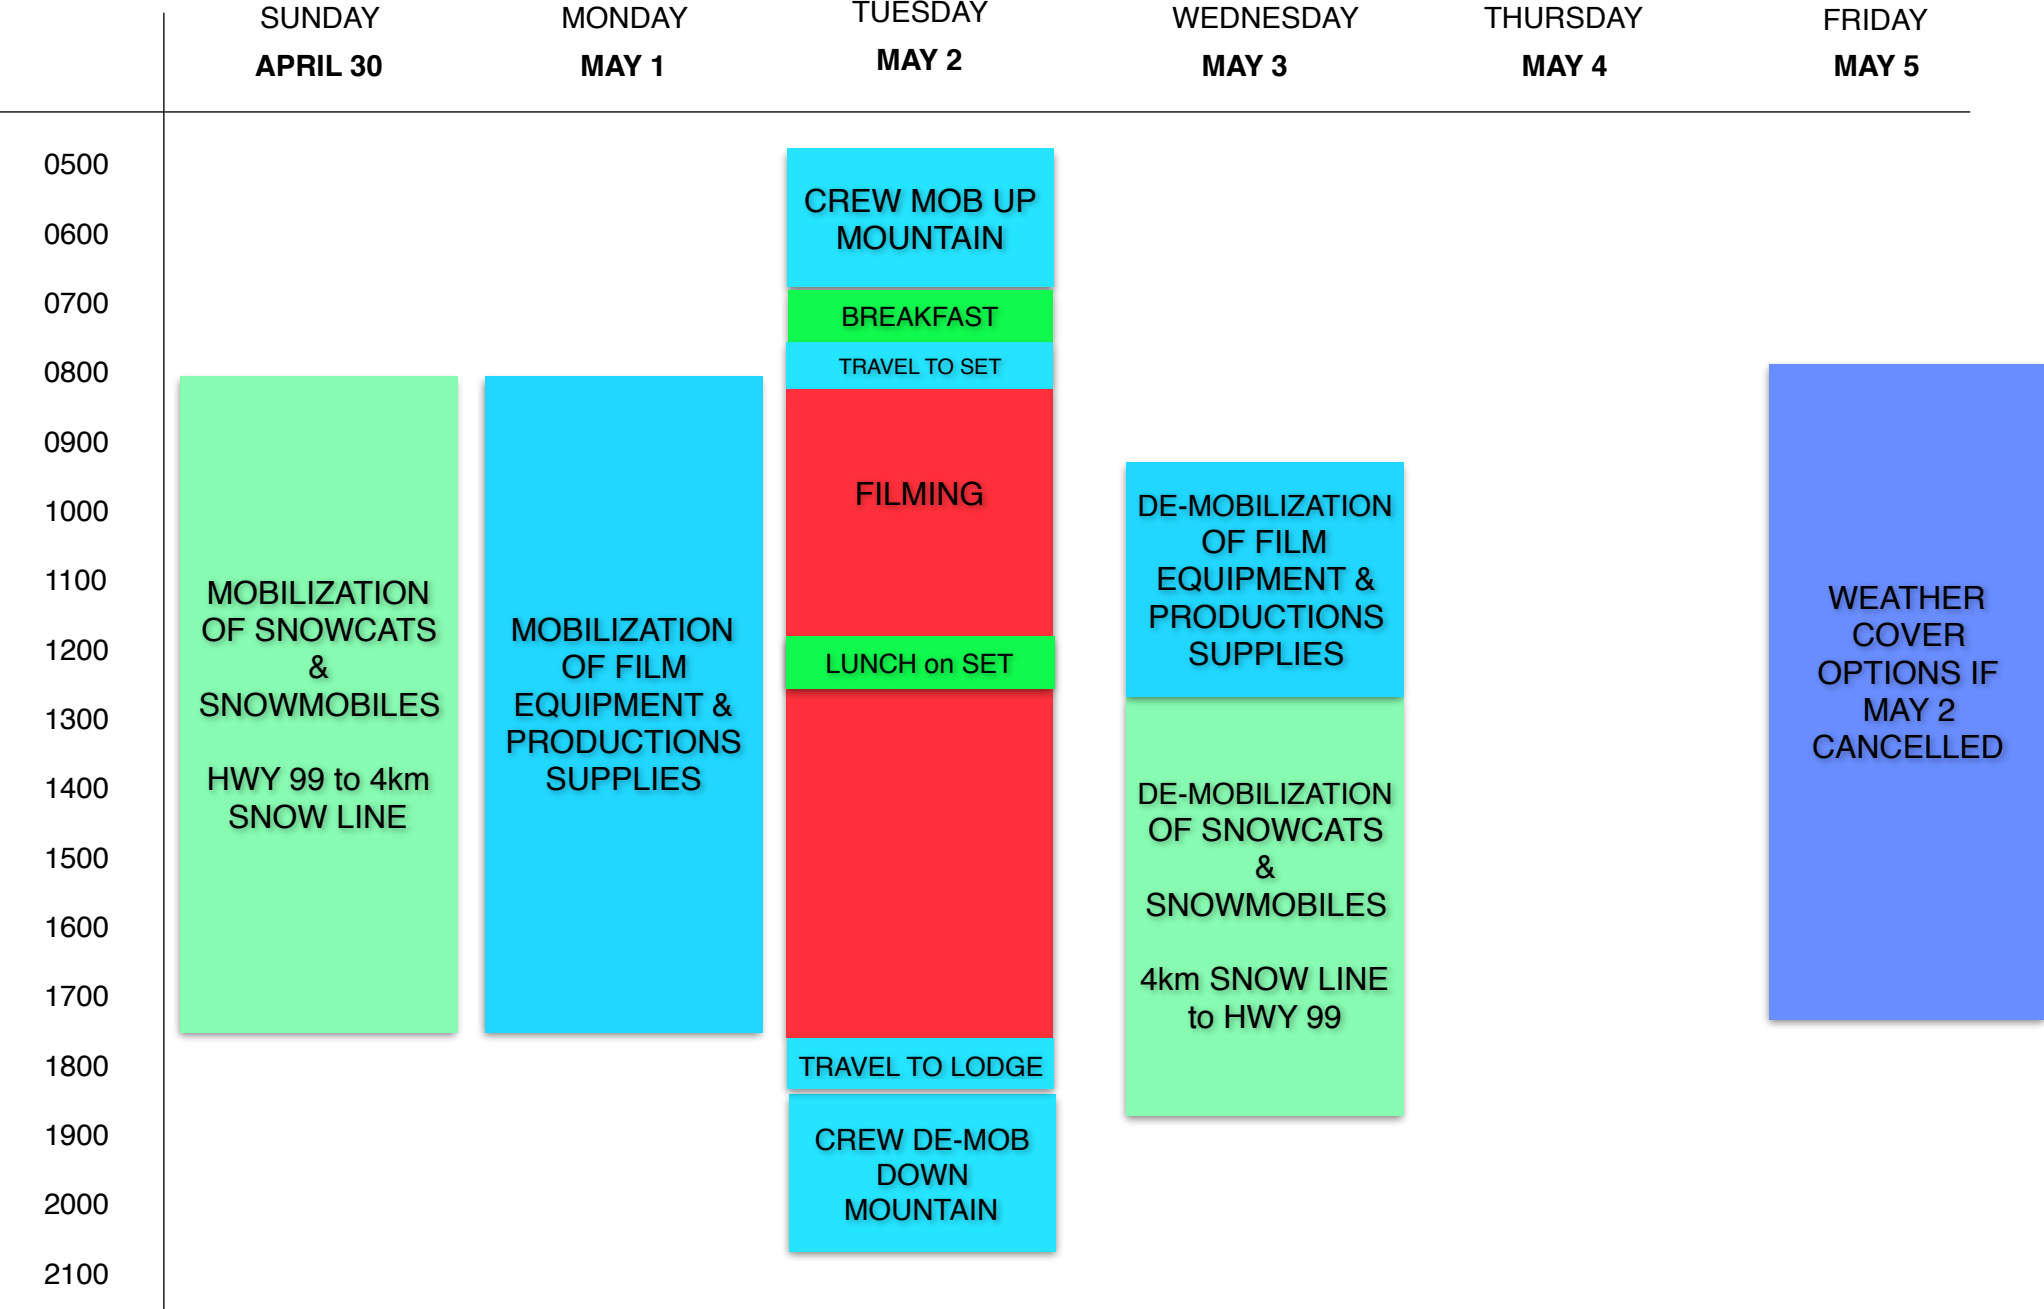 SUNDAY
APRIL 30
MONDAY
MAY 1
TUESDAY
MAY 2
WEDNESDAY
MAY 3
THURSDAY
MAY 4
FRIDAY
MAY 5
0500
0600
0700
0800
0900
1000
1100
1200
1300
1400
1500
1600
1700
1800
1900
2000
2100
MOBILIZATION
OF SNOWCATS
&
SNOWMOBILES
HWY 99 to 4km
SNOW LINE
MOBILIZATION
OF FILM
EQUIPMENT &
PRODUCTIONS
SUPPLIES
CREW MOB UP
MOUNTAIN
BREAKFAST
TRAVEL TO SET
FILMING
LUNCH on SET
TRAVEL TO LODGE
CREW DE-MOB
DOWN
MOUNTAIN
DE-MOBILIZATION
OF FILM
EQUIPMENT &
PRODUCTIONS
SUPPLIES
DE-MOBILIZATION
OF SNOWCATS
&
SNOWMOBILES
4km SNOW LINE
to HWY 99
WEATHER
COVER
OPTIONS IF
MAY 2
CANCELLED